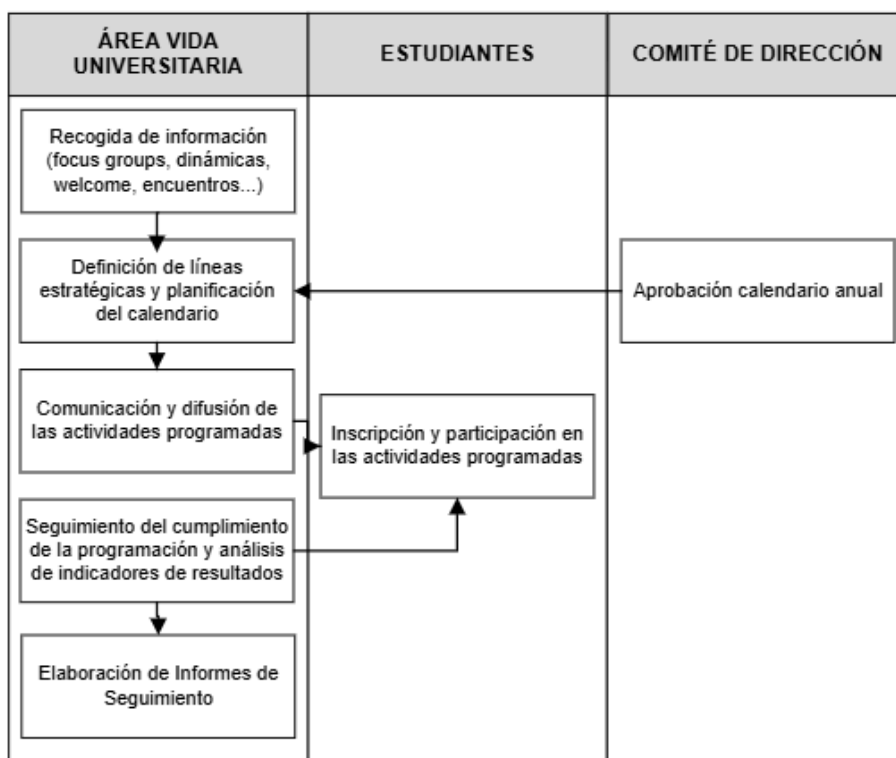 ÁREA VIDA
UNIVERSITARIA
ESTUDIANTES
COMITÉ DE DIRECCIÓN
Recogida de información
(focus groups, dinámicas,
welcome, encuentros...)
Definición de líneas
estratégicas y planificación
del calendario
Aprobación calendario anual
Comunicación y difusión de
las actividades programadas
Inscripción y participación en
las actividades programadas
Seguimiento del cumplimiento
de la programación y análisis
de indicadores de resultados
Elaboración de Informes de
Seguimiento